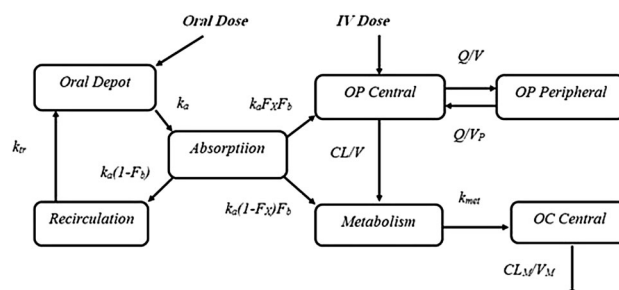 Oral Dose
IV Dose
Oral Depot
OP Central
Q/V
OP Peripheral
Q/VP
ka
kaFXFb
ktr
Absorptiion
CL/V
ka(1-Fb)
ka(1-FX)Fb
kmet
Recirculation
Metabolism
OC Central
CLM/VM